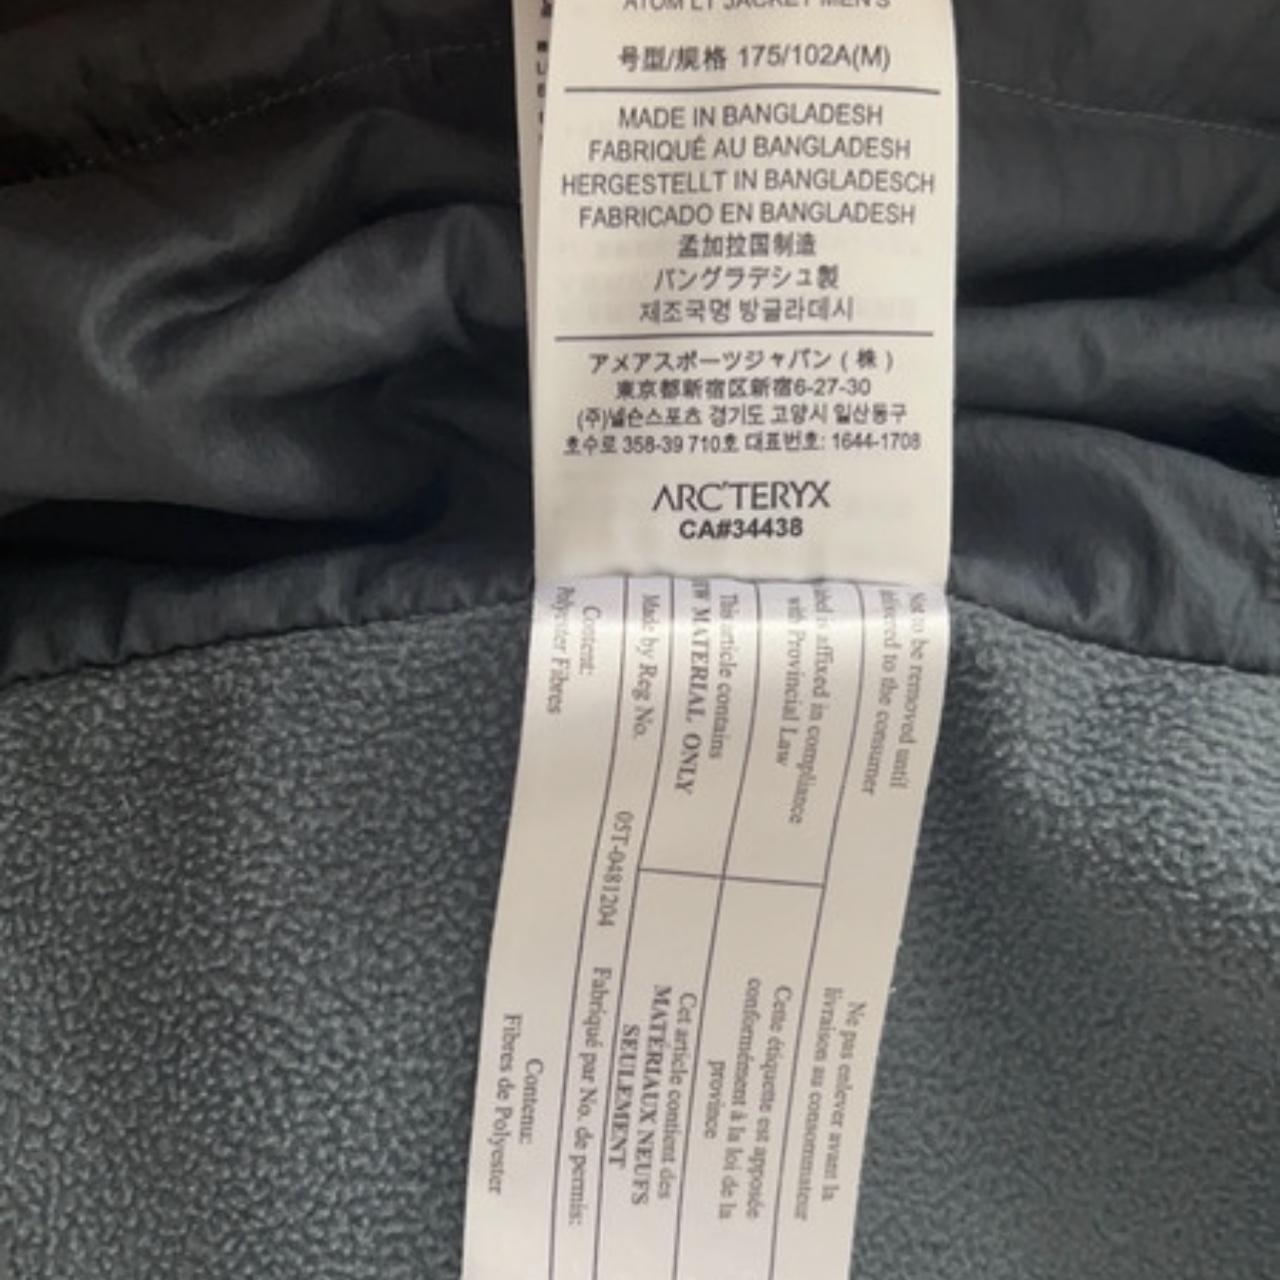 ATOM LT JACKET MEN'S
号型/规格 175/102A(M)
MADE IN BANGLADESH
FABRIQUÉ AU BANGLADESH
HERGESTELLT IN BANGLADESCH
FABRICADO EN BANGLADESH
孟加拉国制造
バングラデシュ製
제조국명 방글라데시
アメアスポーツジャパン（株）
東京都新宿区新宿6-27-30
(주)넬슨스포츠 경기도 고양시 일산동구
호수로 358-39 710호 대표번호: 1644-1708
ARC'TERYX
CA#34438
Not to be removed until
delivered to the consumer
Ne pas enlever avant la
livraison au consommateur
is affixed in compliance
with Provincial Law
Cette étiquette est apposée
conformément à la loi de la
province
This article contains
MATERIAL ONLY
Cet article contient des
MATÉRIAUX NEUFS
SEULEMENT
Made by Reg No.
05T-0481204
Fabriqué par No. de permis:
Content:
Polyester Fibres
Contenu:
Fibres de Polyester